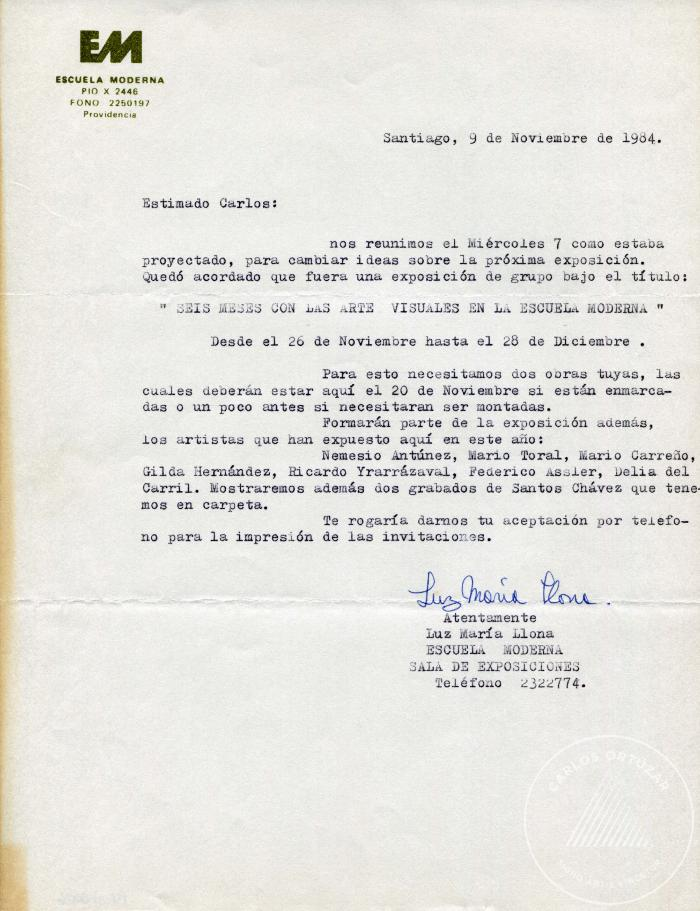 EM
ESCUELA MODERNA
PIO X 2446
FONO 2250197
Providencia
Santiago, 9 de Noviembre de 1984.
Estimado Carlos:
nos reunimos el Miércoles 7 como estaba
proyectado, para cambiar ideas sobre la próxima exposición.
Quedó acordado que fuera una exposición de grupo bajo el título:
" SEIS MESES CON LAS ARTE VISUALES EN LA ESCUELA MODERNA "
Desde el 26 de Noviembre hasta el 28 de Diciembre .
Para esto necesitamos dos obras tuyas, las
cuales deberán estar aquí el 20 de Noviembre si están enmarca-
das o un poco antes si necesitaran ser montadas.
Formarán parte de la exposición además,
los artistas que han expuesto aquí en este año:
Nemesio Antúnez, Mario Toral, Mario Carreño,
Gilda Hernández, Ricardo Yrarrázaval, Federico Assler, Delia del
Carril. Mostraremos además dos grabados de Santos Chávez que tene-
mos en carpeta.
Te rogaría darnos tu aceptación por telefo-
no para la impresión de las invitaciones.
Luz María Llona.
Atentamente
Luz María Llona
ESCUELA MODERNA
SALA DE EXPOSICIONES
Teléfono 2322774.
CARLOS ORTÚZAR